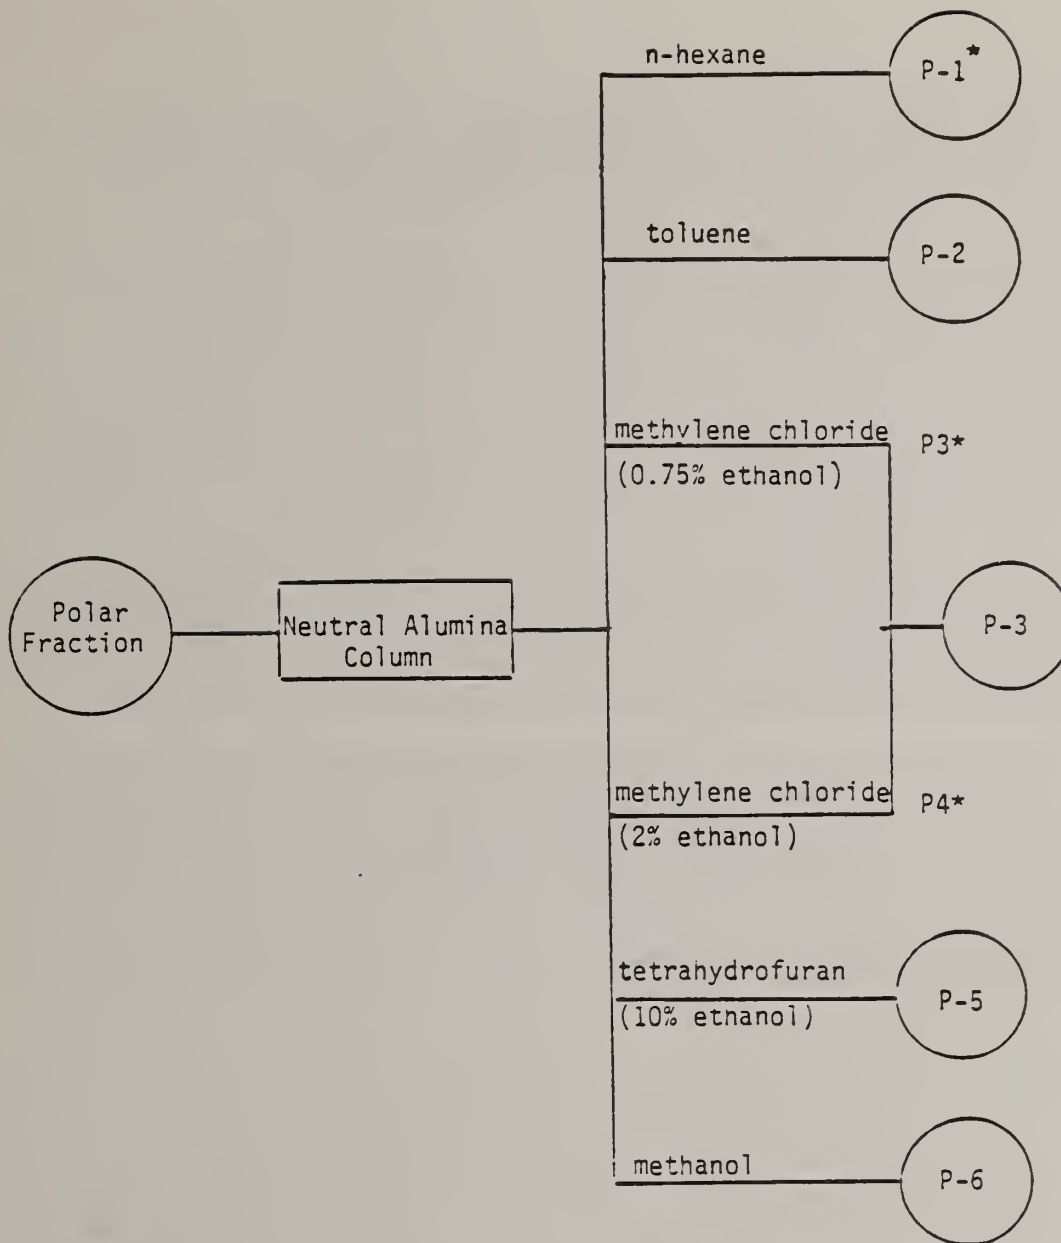 n-hexane
P-1*
toluene
P-2
methylene chloride
P3*
(0.75% ethanol)
Polar
Fraction
Neutral Alumina
Column
P-3
methylene chloride
P4*
(2% ethanol)
tetrahydrofuran
(10% ethanol)
P-5
methanol
P-6